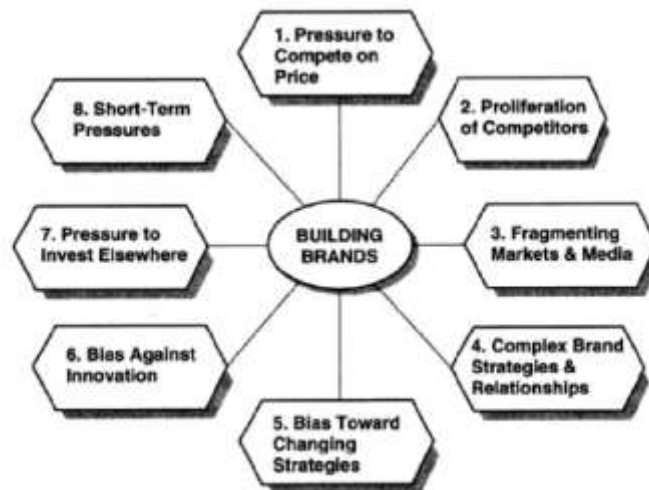 1. Pressure to
Compete on
Price
2. Proliferation
of Competitors
3. Fragmenting
Markets & Media
4. Complex Brand
Strategies &
Relationships
5. Bias Toward
Changing
Strategies
6. Bias Against
Innovation
7. Pressure to
Invest Elsewhere
8. Short-Term
Pressures
BUILDING
BRANDS